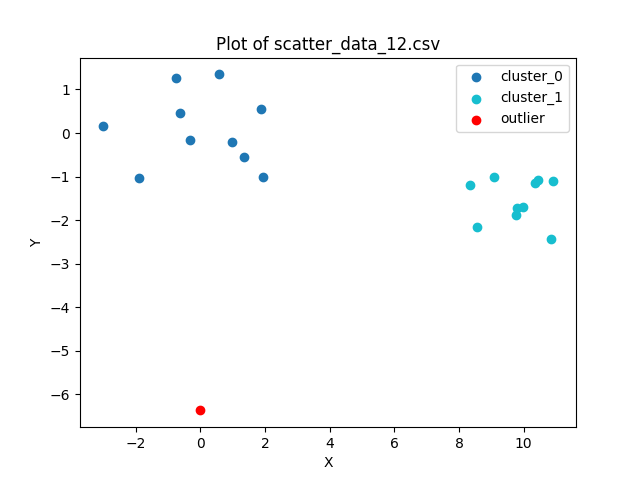 Plot of scatter_data_12.csv
cluster_0
cluster_1
outlier
1
0
−1
−2
−3
−4
−5
−6
Y
−2 0 2 4 6 8 10
X